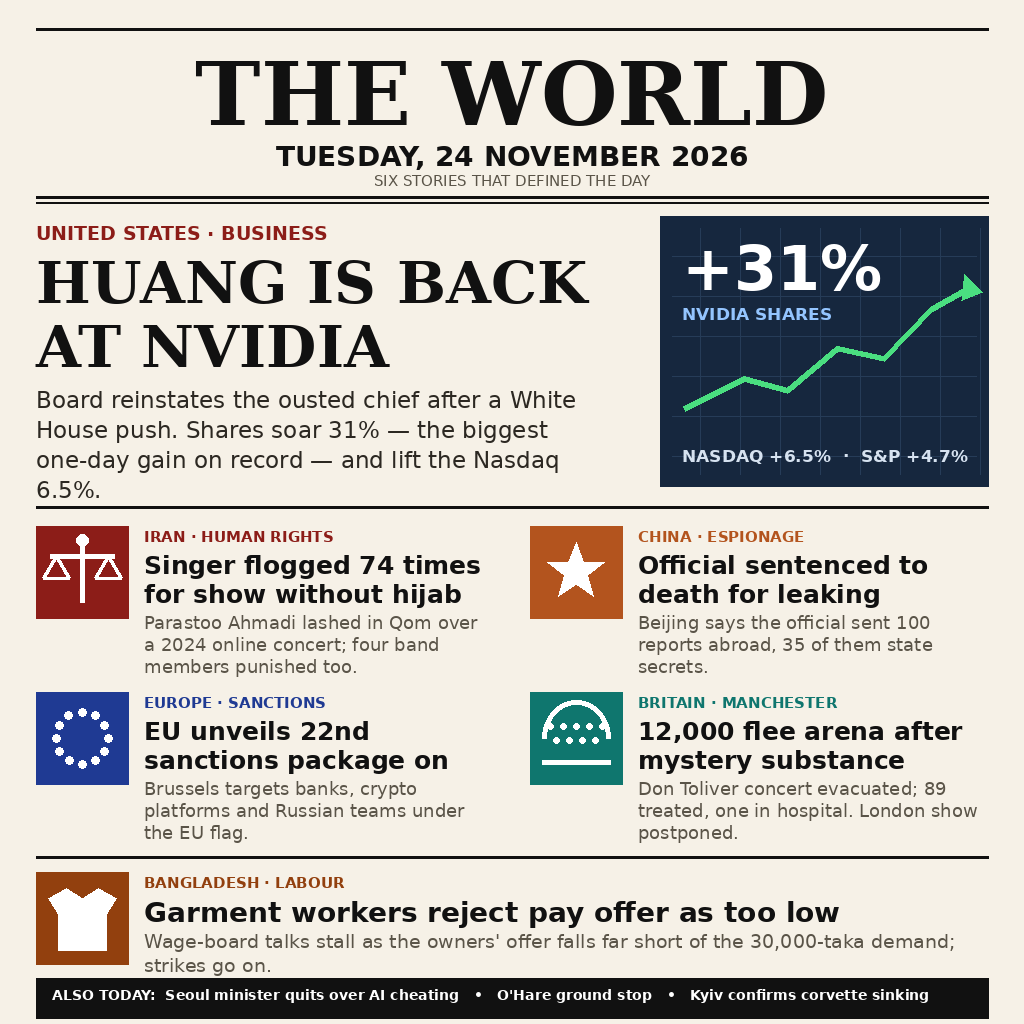 THE WORLD
TUESDAY, 24 NOVEMBER 2026
SIX STORIES THAT DEFINED THE DAY
UNITED STATES · BUSINESS
HUANG IS BACK
AT NVIDIA
Board reinstates the ousted chief after a White
House push. Shares soar 31% — the biggest
one-day gain on record — and lift the Nasdaq
6.5%.
+31%
NVIDIA SHARES
NASDAQ +6.5% · S&P +4.7%
IRAN · HUMAN RIGHTS
Singer flogged 74 times
for show without hijab
Parastoo Ahmadi lashed in Qom over
a 2024 online concert; four band
members punished too.
CHINA · ESPIONAGE
Official sentenced to
death for leaking
Beijing says the official sent 100
reports abroad, 35 of them state
secrets.
EUROPE · SANCTIONS
EU unveils 22nd
sanctions package on
Brussels targets banks, crypto
platforms and Russian teams under
the EU flag.
BRITAIN · MANCHESTER
12,000 flee arena after
mystery substance
Don Toliver concert evacuated; 89
treated, one in hospital. London show
postponed.
BANGLADESH · LABOUR
Garment workers reject pay offer as too low
Wage-board talks stall as the owners' offer falls far short of the 30,000-taka demand;
strikes go on.
ALSO TODAY: Seoul minister quits over AI cheating • O'Hare ground stop • Kyiv confirms corvette sinking